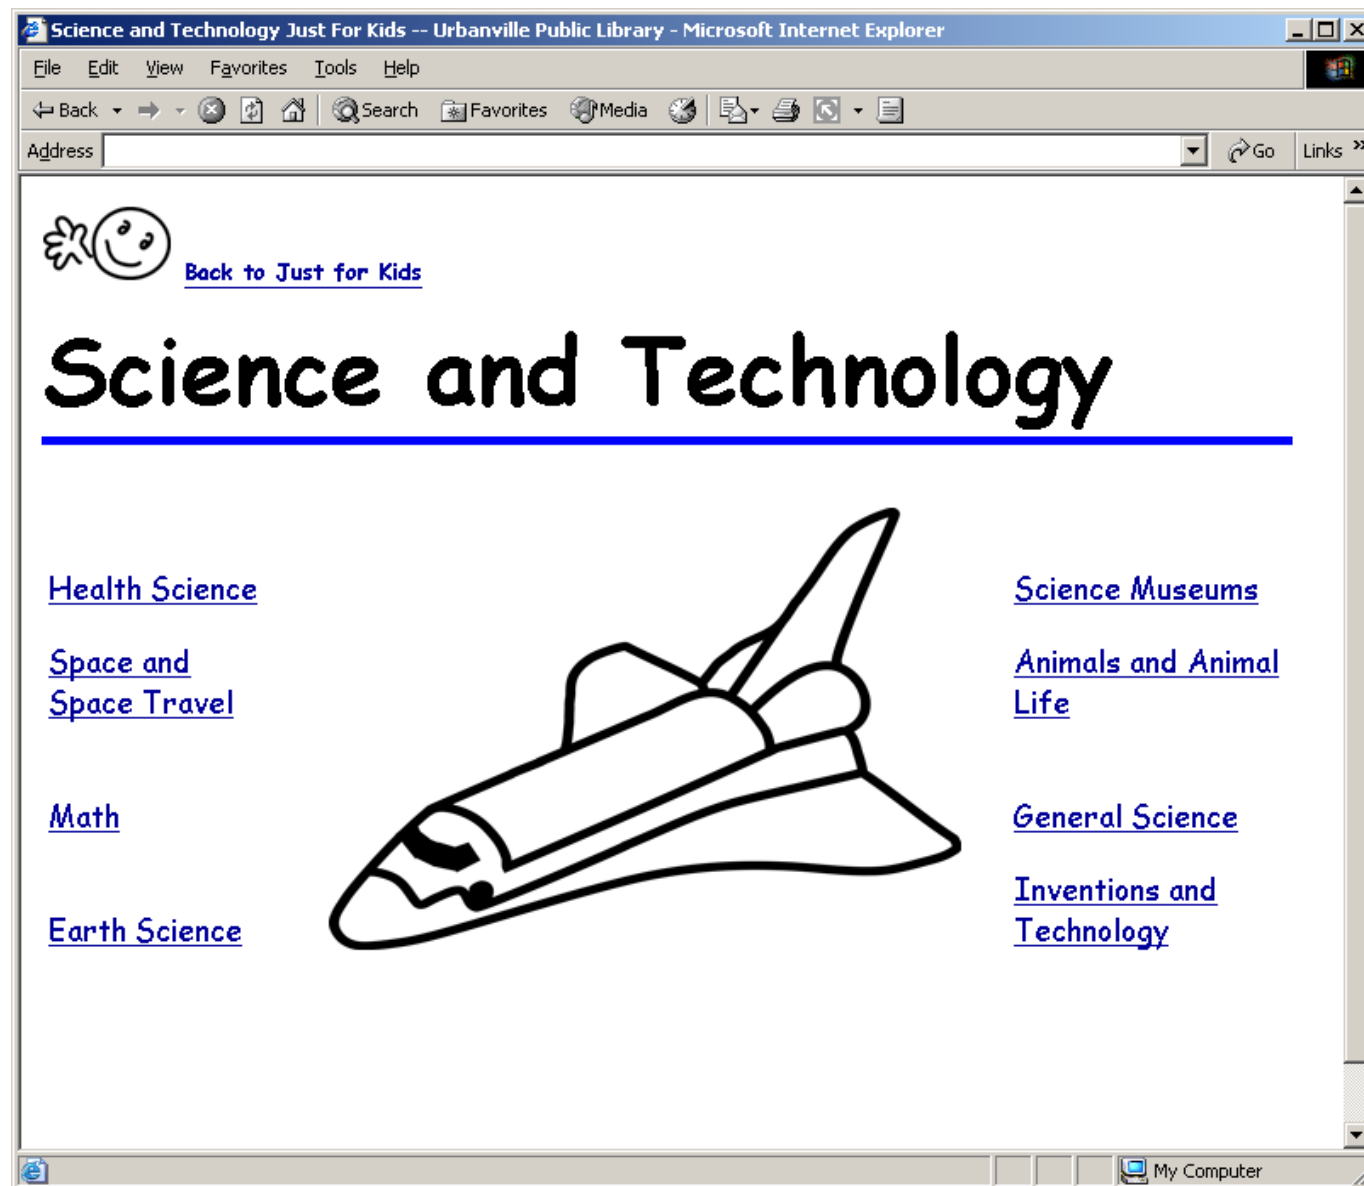 Science and Technology Just For Kids -- Urbanville Public Library - Microsoft Internet Explorer
File Edit View Favorites Tools Help
Back Search Favorites Media
Address Go Links »
Back to Just for Kids
Science and Technology
Health Science
Space and
Space Travel
Math
Earth Science
Science Museums
Animals and Animal
Life
General Science
Inventions and
Technology
My Computer